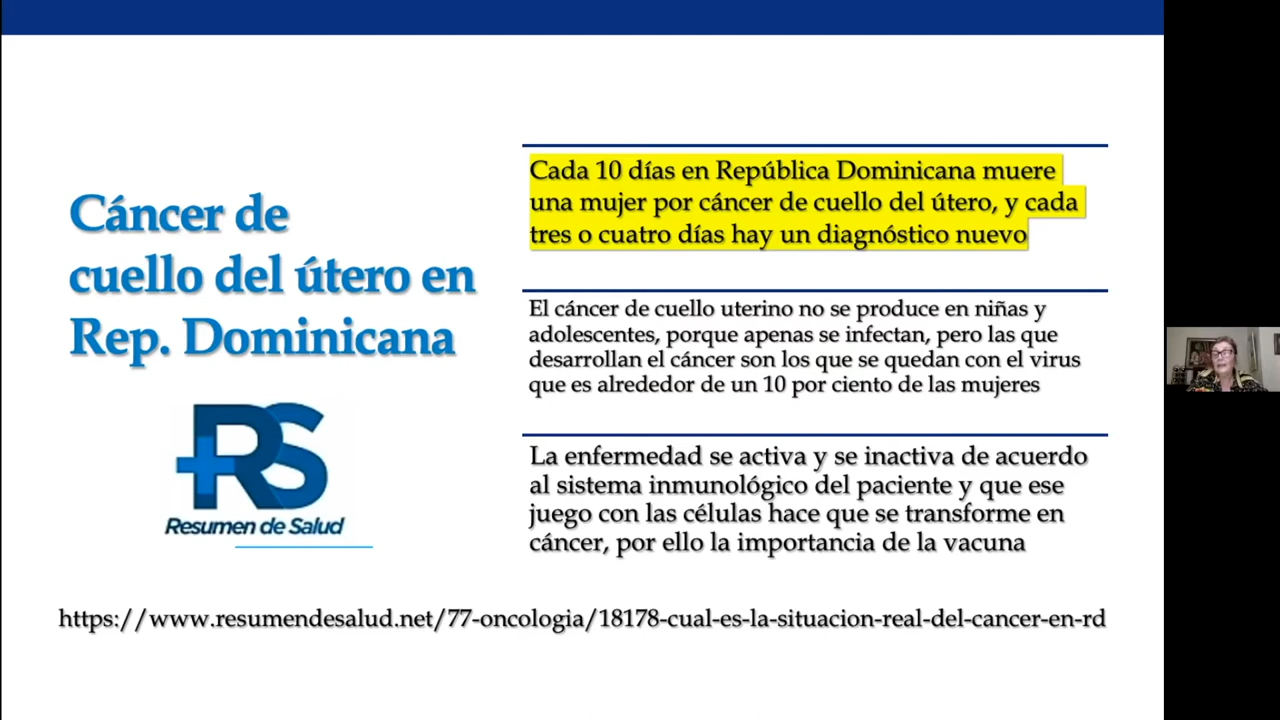 Cáncer de
cuello del útero en
Rep. Dominicana
RS
Resumen de Salud
Cada 10 días en República Dominicana muere
una mujer por cáncer de cuello del útero, y cada
tres o cuatro días hay un diagnóstico nuevo
El cáncer de cuello uterino no se produce en niñas y
adolescentes, porque apenas se infectan, pero las que
desarrollan el cáncer son los que se quedan con el virus
que es alrededor de un 10 por ciento de las mujeres
La enfermedad se activa y se inactiva de acuerdo
al sistema inmunológico del paciente y que ese
juego con las células hace que se transforme en
cáncer, por ello la importancia de la vacuna
https://www.resumendesalud.net/77-oncologia/18178-cual-es-la-situacion-real-del-cancer-en-rd